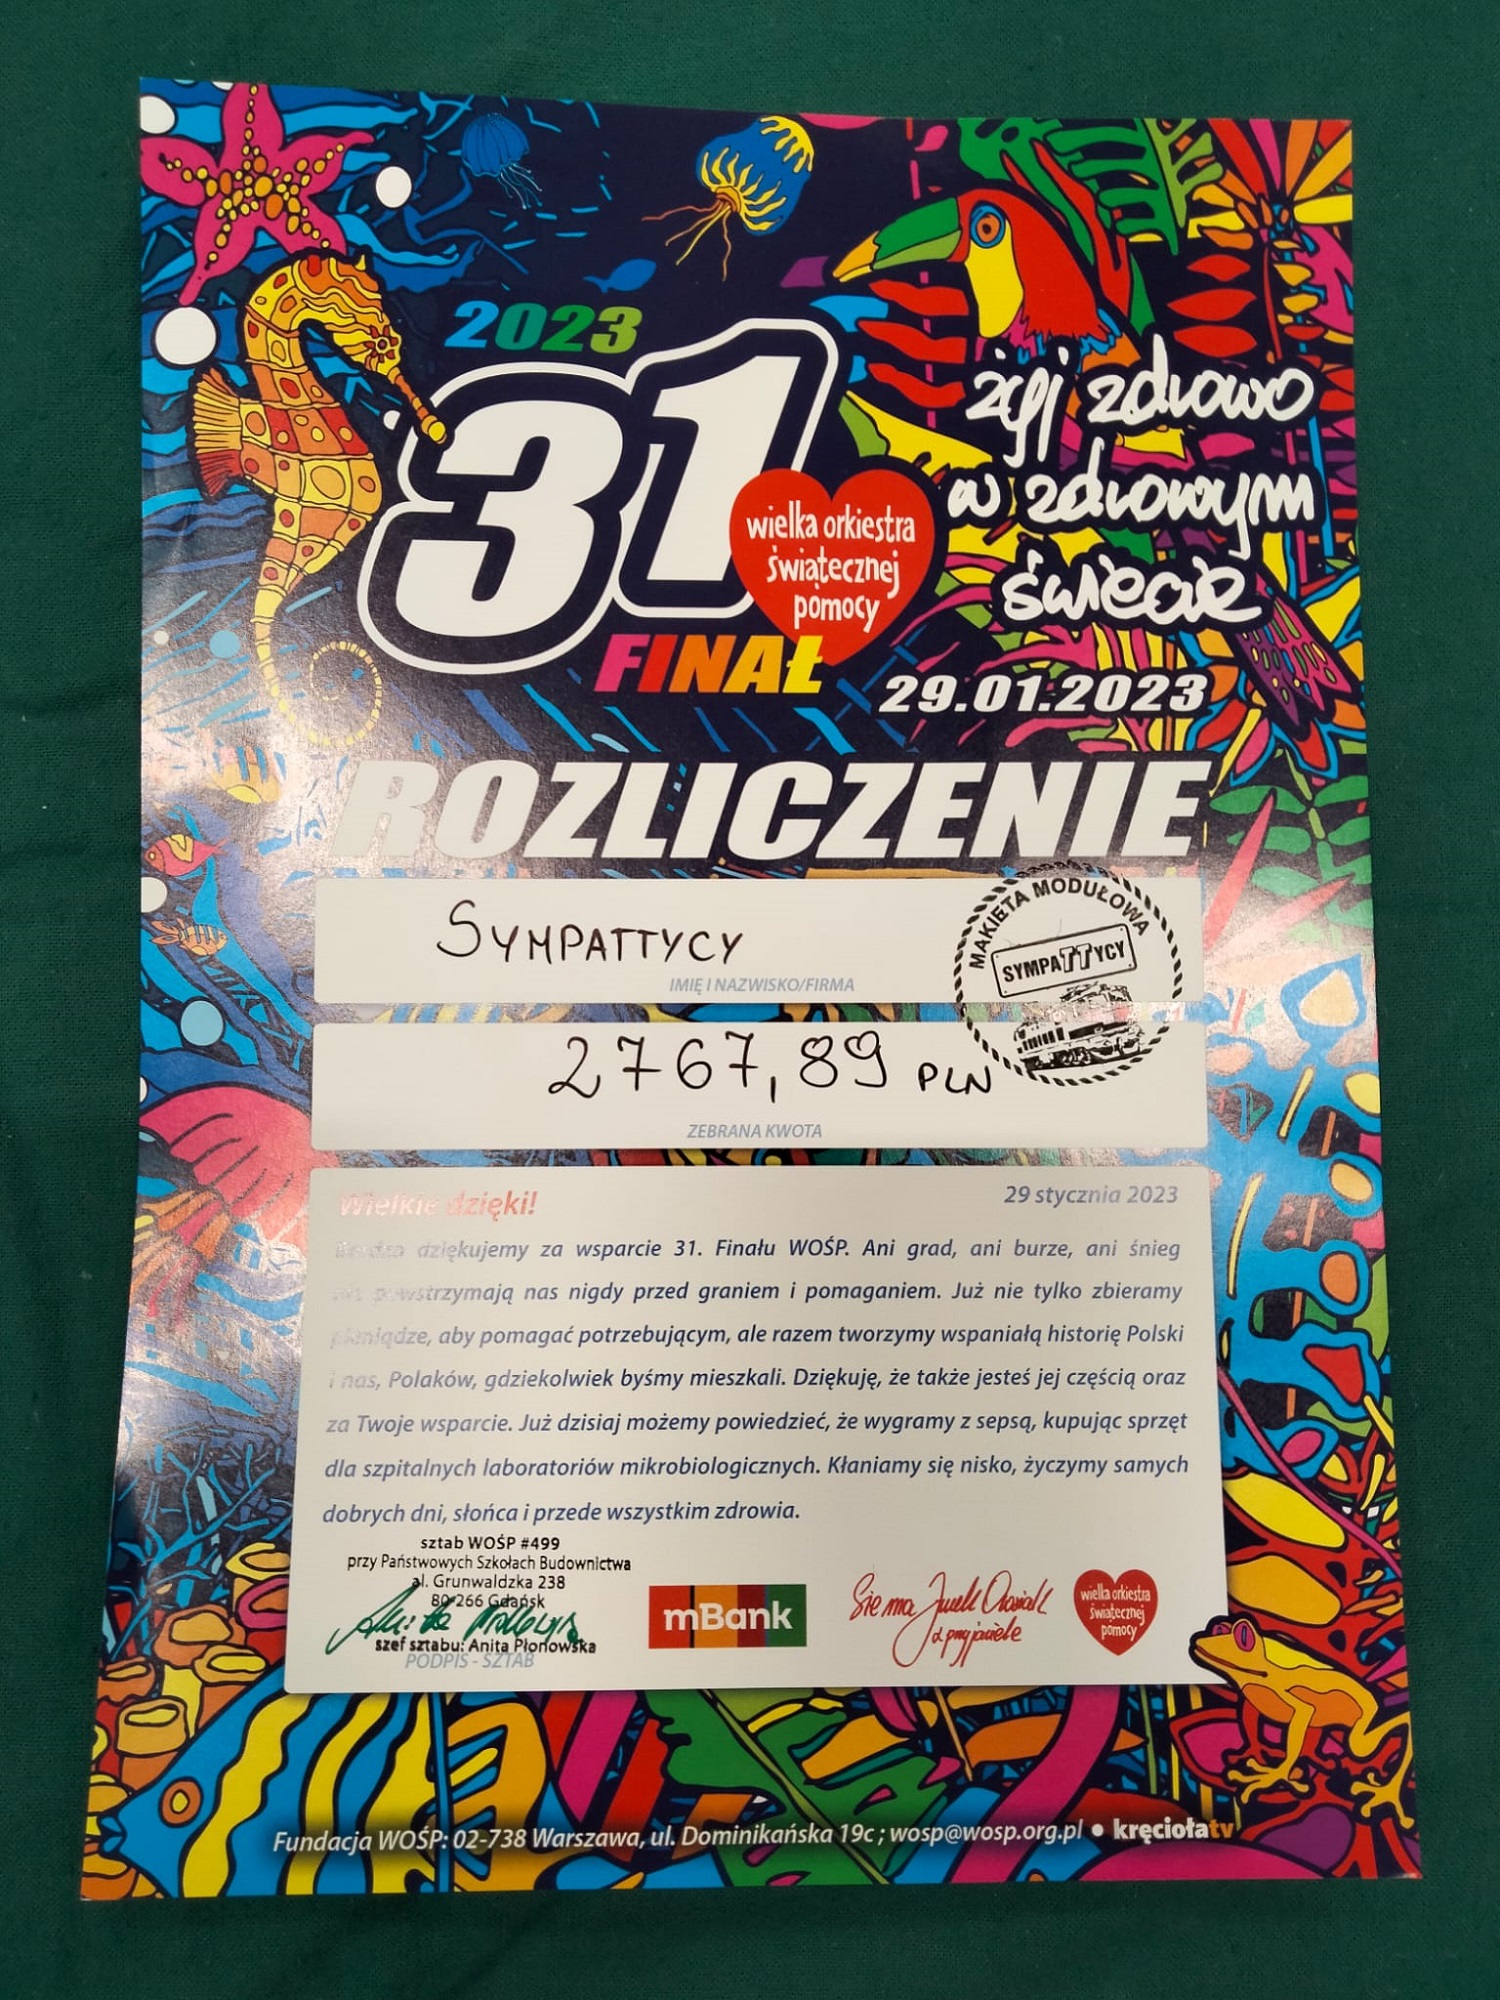 2023
31
wielka orkiestra
świątecznej
pomocy
FINAŁ
żyj zdrowo
w zdrowym
świecie
29.01.2023
ROZLICZENIE
SYMPATTYCY
IMIĘ I NAZWISKO/FIRMA
MAKIETA MODUŁOWA
SYMPATTYCY
2767,89 PLN
ZEBRANA KWOTA
Wielkie dzięki!
29 stycznia 2023
Bardzo dziękujemy za wsparcie 31. Finału WOŚP. Ani grad, ani burze, ani śnieg
nie powstrzymają nas nigdy przed graniem i pomaganiem. Już nie tylko zbieramy
pieniądze, aby pomagać potrzebującym, ale razem tworzymy wspaniałą historię Polski
i nas, Polaków, gdziekolwiek byśmy mieszkali. Dziękuję, że także jesteś jej częścią oraz
za Twoje wsparcie. Już dzisiaj możemy powiedzieć, że wygramy z sepsą, kupując sprzęt
dla szpitalnych laboratoriów mikrobiologicznych. Kłaniamy się nisko, życzymy samych
dobrych dni, słońca i przede wszystkim zdrowia.
sztab WOŚP #499
przy Państwowych Szkołach Budownictwa
al. Grunwaldzka 238
80-266 Gdańsk
szef sztabu: Anita Płonowska
PODPIS - SZTAB
mBank
Siema Jurek Owsiak
z przyjaciele
wielka orkiestra
świątecznej
pomocy
Fundacja WOŚP: 02-738 Warszawa, ul. Dominikańska 19c ; wosp@wosp.org.pl • kręciołatv